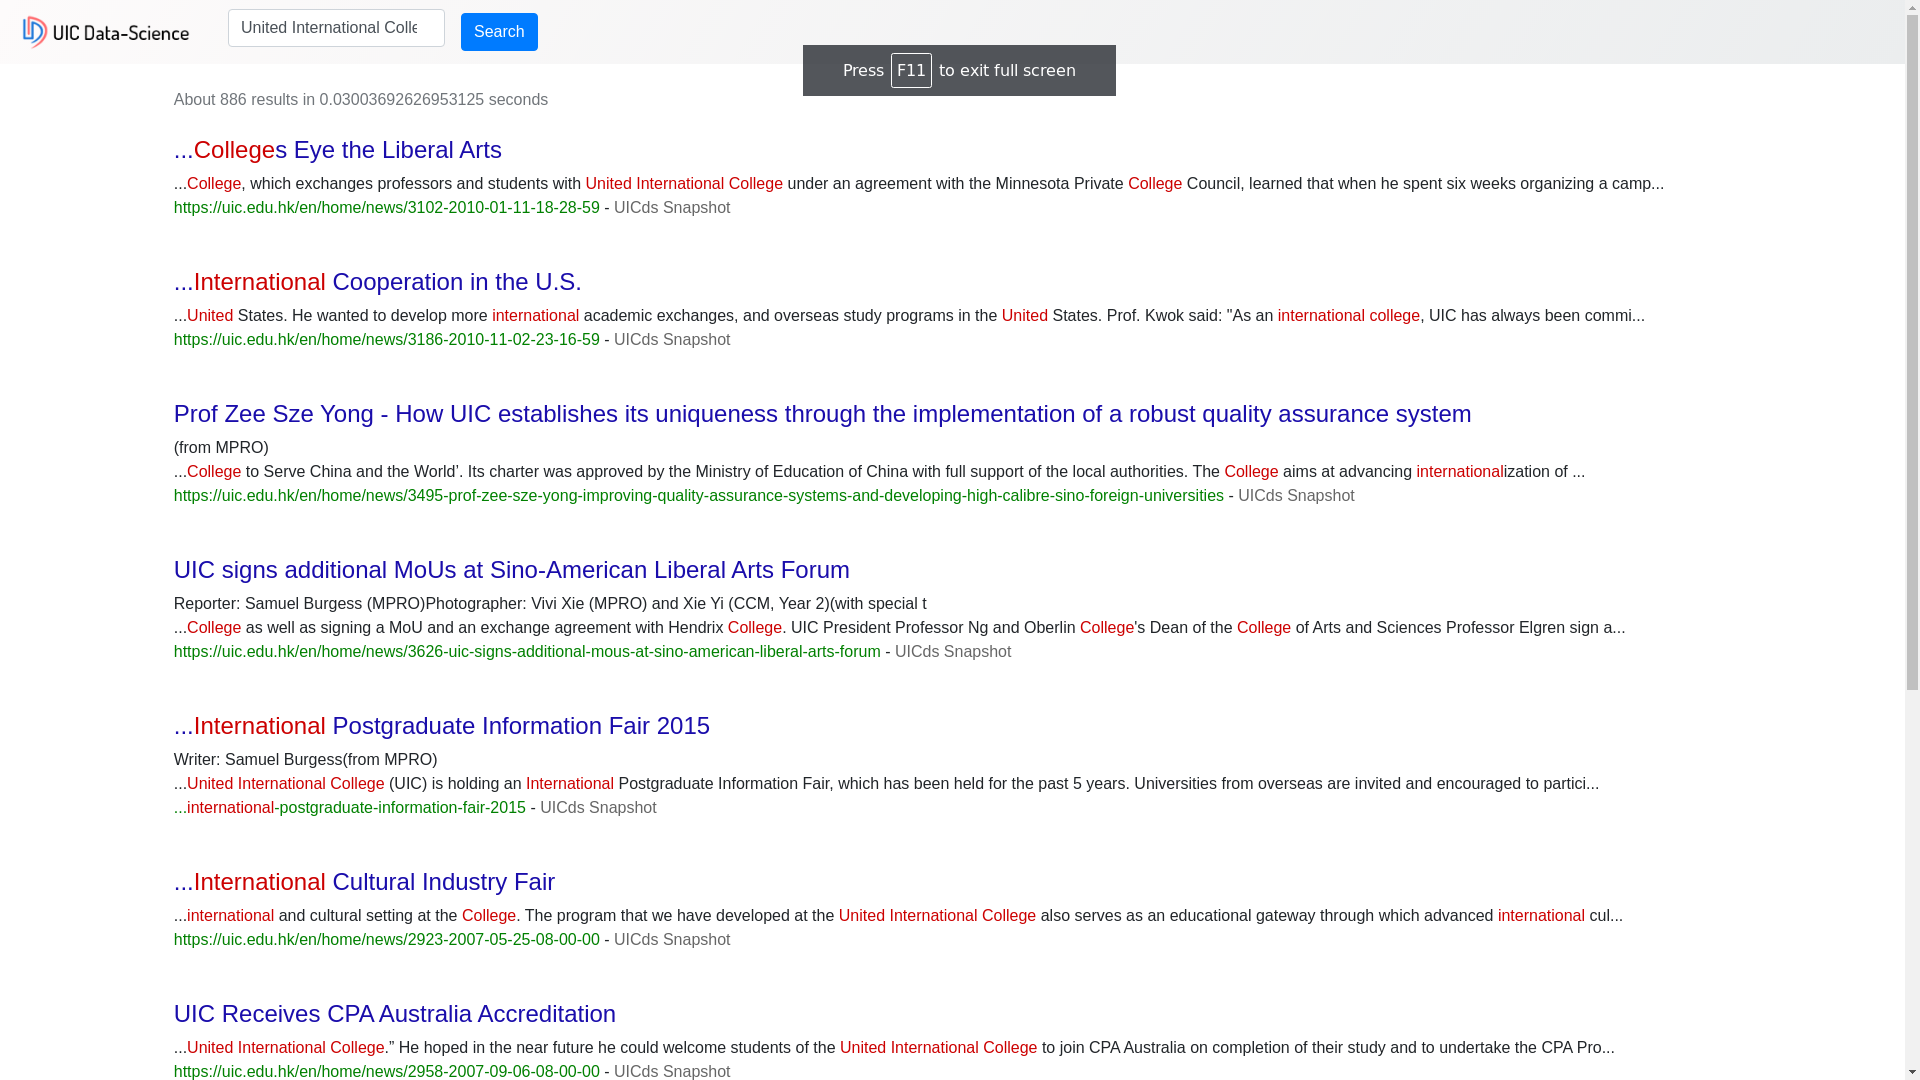 UIC Data-Science
United International Colle
Search
Press F11 to exit full screen
About 886 results in 0.03003692626953125 seconds
...Colleges Eye the Liberal Arts
...College, which exchanges professors and students with United International College under an agreement with the Minnesota Private College Council, learned that when he spent six weeks organizing a camp...
https://uic.edu.hk/en/home/news/3102-2010-01-11-18-28-59 - UICds Snapshot
...International Cooperation in the U.S.
...United States. He wanted to develop more international academic exchanges, and overseas study programs in the United States. Prof. Kwok said: "As an international college, UIC has always been commi...
https://uic.edu.hk/en/home/news/3186-2010-11-02-23-16-59 - UICds Snapshot
Prof Zee Sze Yong - How UIC establishes its uniqueness through the implementation of a robust quality assurance system
(from MPRO)
...College to Serve China and the World’. Its charter was approved by the Ministry of Education of China with full support of the local authorities. The College aims at advancing internationalization of ...
https://uic.edu.hk/en/home/news/3495-prof-zee-sze-yong-improving-quality-assurance-systems-and-developing-high-calibre-sino-foreign-universities - UICds Snapshot
UIC signs additional MoUs at Sino-American Liberal Arts Forum
Reporter: Samuel Burgess (MPRO)Photographer: Vivi Xie (MPRO) and Xie Yi (CCM, Year 2)(with special t
...College as well as signing a MoU and an exchange agreement with Hendrix College. UIC President Professor Ng and Oberlin College's Dean of the College of Arts and Sciences Professor Elgren sign a...
https://uic.edu.hk/en/home/news/3626-uic-signs-additional-mous-at-sino-american-liberal-arts-forum - UICds Snapshot
...International Postgraduate Information Fair 2015
Writer: Samuel Burgess(from MPRO)
...United International College (UIC) is holding an International Postgraduate Information Fair, which has been held for the past 5 years. Universities from overseas are invited and encouraged to partici...
...international-postgraduate-information-fair-2015 - UICds Snapshot
...International Cultural Industry Fair
...international and cultural setting at the College. The program that we have developed at the United International College also serves as an educational gateway through which advanced international cul...
https://uic.edu.hk/en/home/news/2923-2007-05-25-08-00-00 - UICds Snapshot
UIC Receives CPA Australia Accreditation
...United International College.” He hoped in the near future he could welcome students of the United International College to join CPA Australia on completion of their study and to undertake the CPA Pro...
https://uic.edu.hk/en/home/news/2958-2007-09-06-08-00-00 - UICds Snapshot